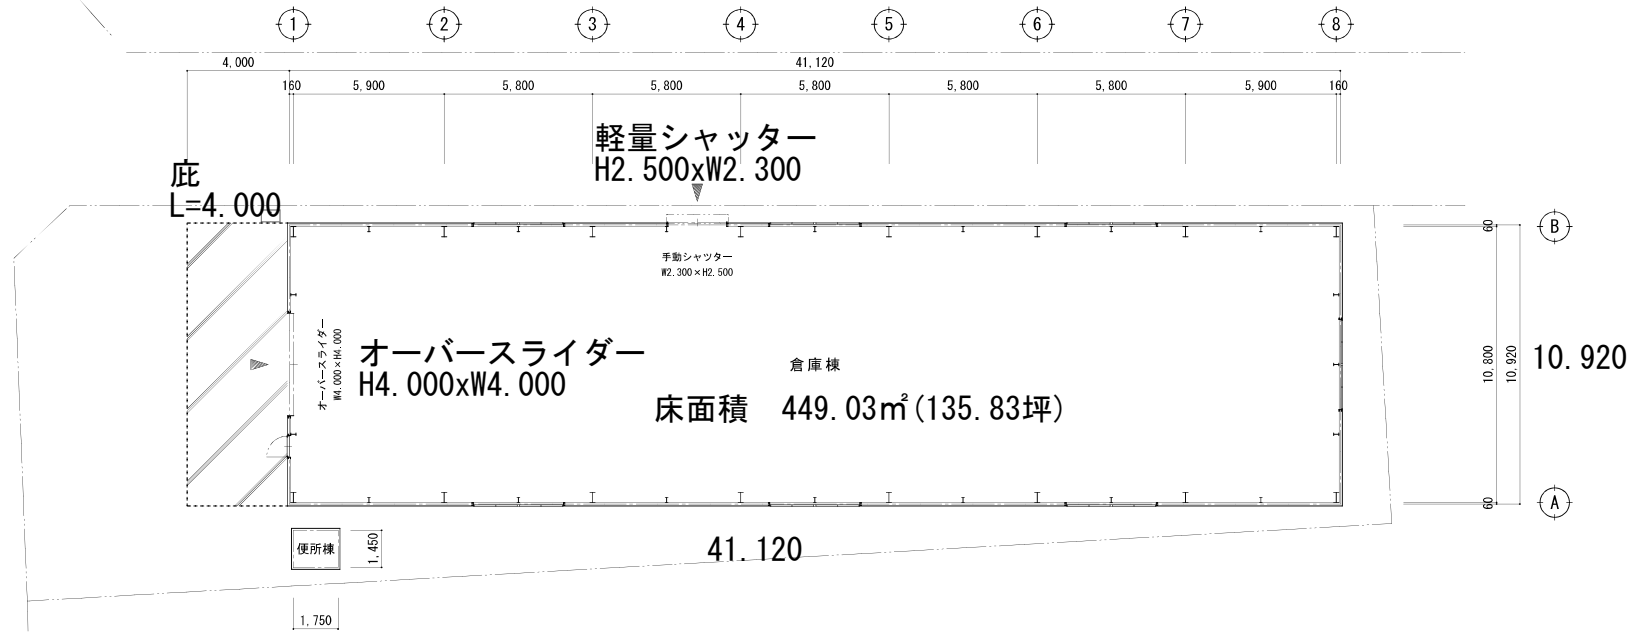 1 2 3 4 5 6 7 8
4,000 41,120
160 5,900 5,800 5,800 5,800 5,800 5,800 5,900 160
軽量シャッター
H2.500xW2.300
庇
L=4.000
手動シャッター
W2.300×H2.500
B
60
オーバースライダー
W4.000×H4.000
オーバースライダー
H4.000xW4.000
倉庫棟
床面積 449.03㎡(135.83坪)
10,800
10,920
10.920
60
A
便所棟
1,450
41.120
1,750